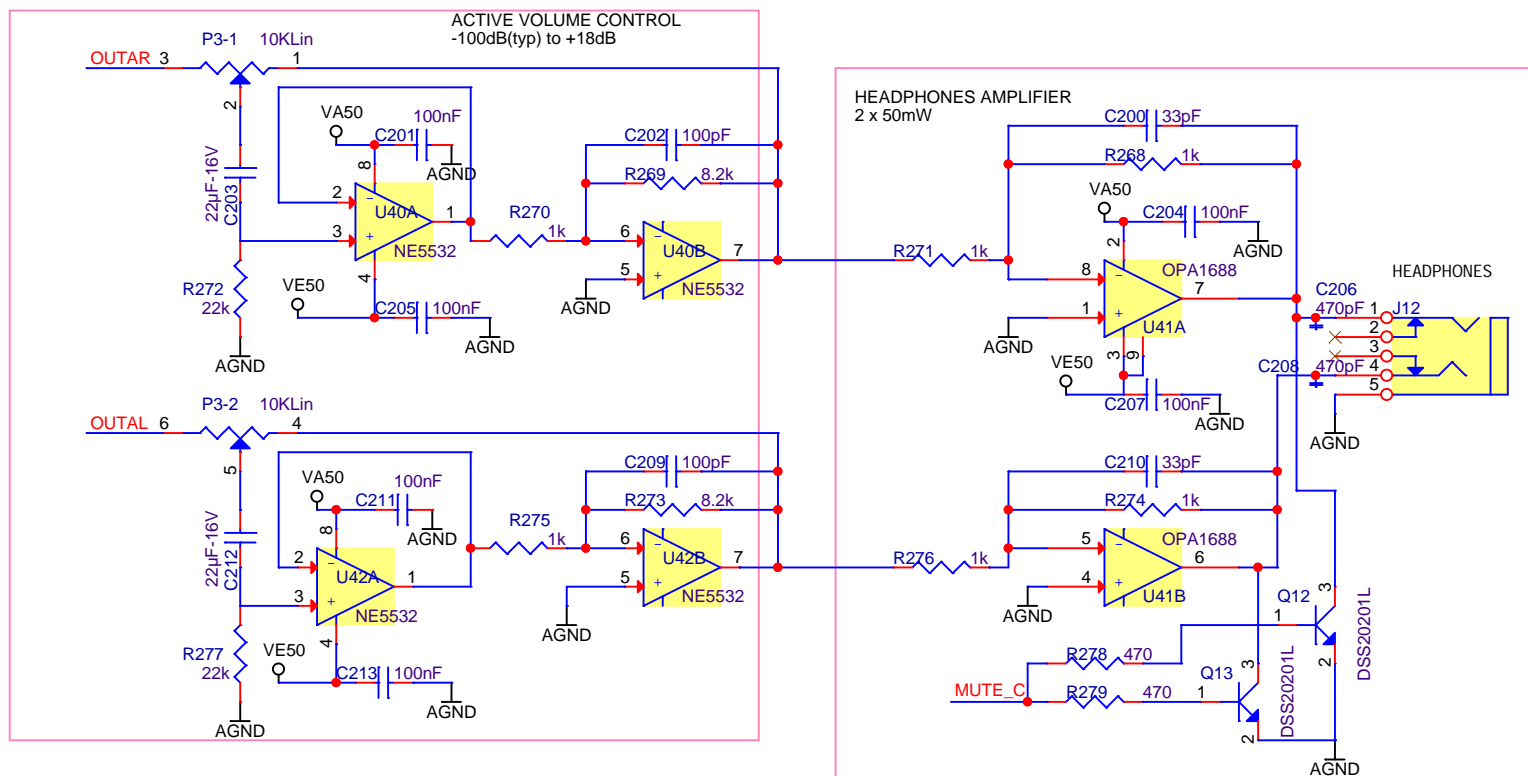 ACTIVE VOLUME CONTROL
-100dB(typ) to +18dB
OUTAR 3 P3-1 10KLin 1
2
VA50
C201 100nF
AGND
8
22µF-16V
C203
2
3
U40A
NE5532
1
4
R272
22k
AGND
VE50
C205 100nF
AGND
R270
1k
C202 100pF
R269 8.2k
6
5
U40B
NE5532
7
AGND
OUTAL 6 P3-2 10KLin 4
5
VA50
C211 100nF
AGND
8
22µF-16V
C212
2
3
U42A
NE5532
1
4
R277
22k
AGND
VE50
C213 100nF
AGND
R275
1k
C209 100pF
R273 8.2k
6
5
U42B
NE5532
7
AGND
HEADPHONES AMPLIFIER
2 x 50mW
C200 33pF
R268 1k
VA50
C204 100nF
AGND
2
R271 1k
8
1
OPA1688
U41A
7
AGND
3
9
VE50
C207 100nF
AGND
HEADPHONES
C206
470pF
J12
1
2
3
4
5
C208 470pF
AGND
C210 33pF
R274 1k
R276 1k
5
4
OPA1688
U41B
6
AGND
MUTE_C
R278 470
R279 470
1
Q12
3
2
DSS20201L
1
Q13
3
2
DSS20201L
AGND